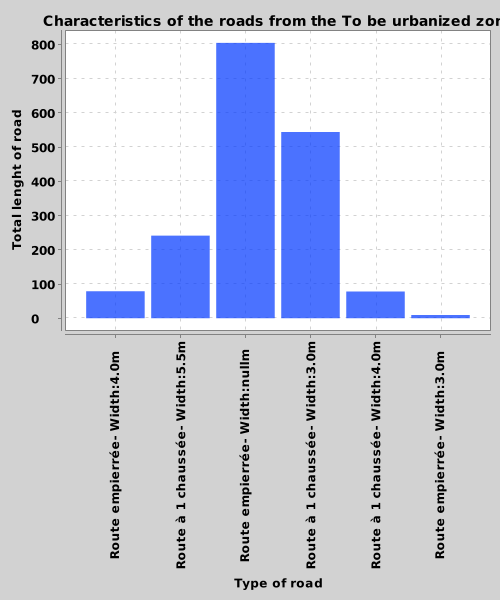 Characteristics of the roads from the To be urbanized zon
Total lenght of road
800
700
600
500
400
300
200
100
0
Route empierrée- Width:4.0m
Route à 1 chaussée- Width:5.5m
Route empierrée- Width:nullm
Route à 1 chaussée- Width:3.0m
Route à 1 chaussée- Width:4.0m
Route empierrée- Width:3.0m
Type of road